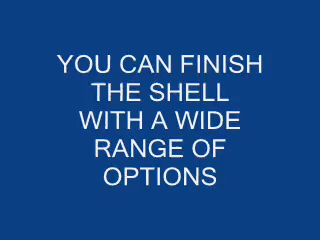 YOU CAN FINISH
THE SHELL
WITH A WIDE
RANGE OF
OPTIONS